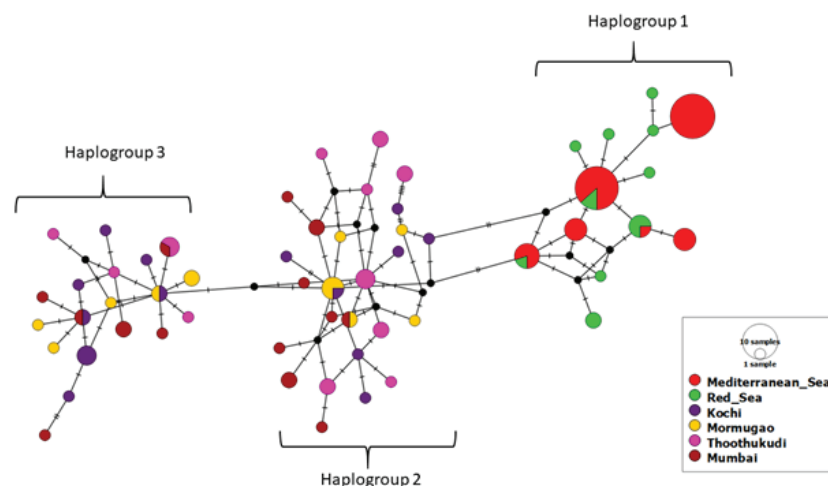 Haplogroup 1
Haplogroup 3
10 samples
1 sample
Mediterranean_Sea
Red_Sea
Kochi
Mormugao
Thoothukudi
Mumbai
Haplogroup 2